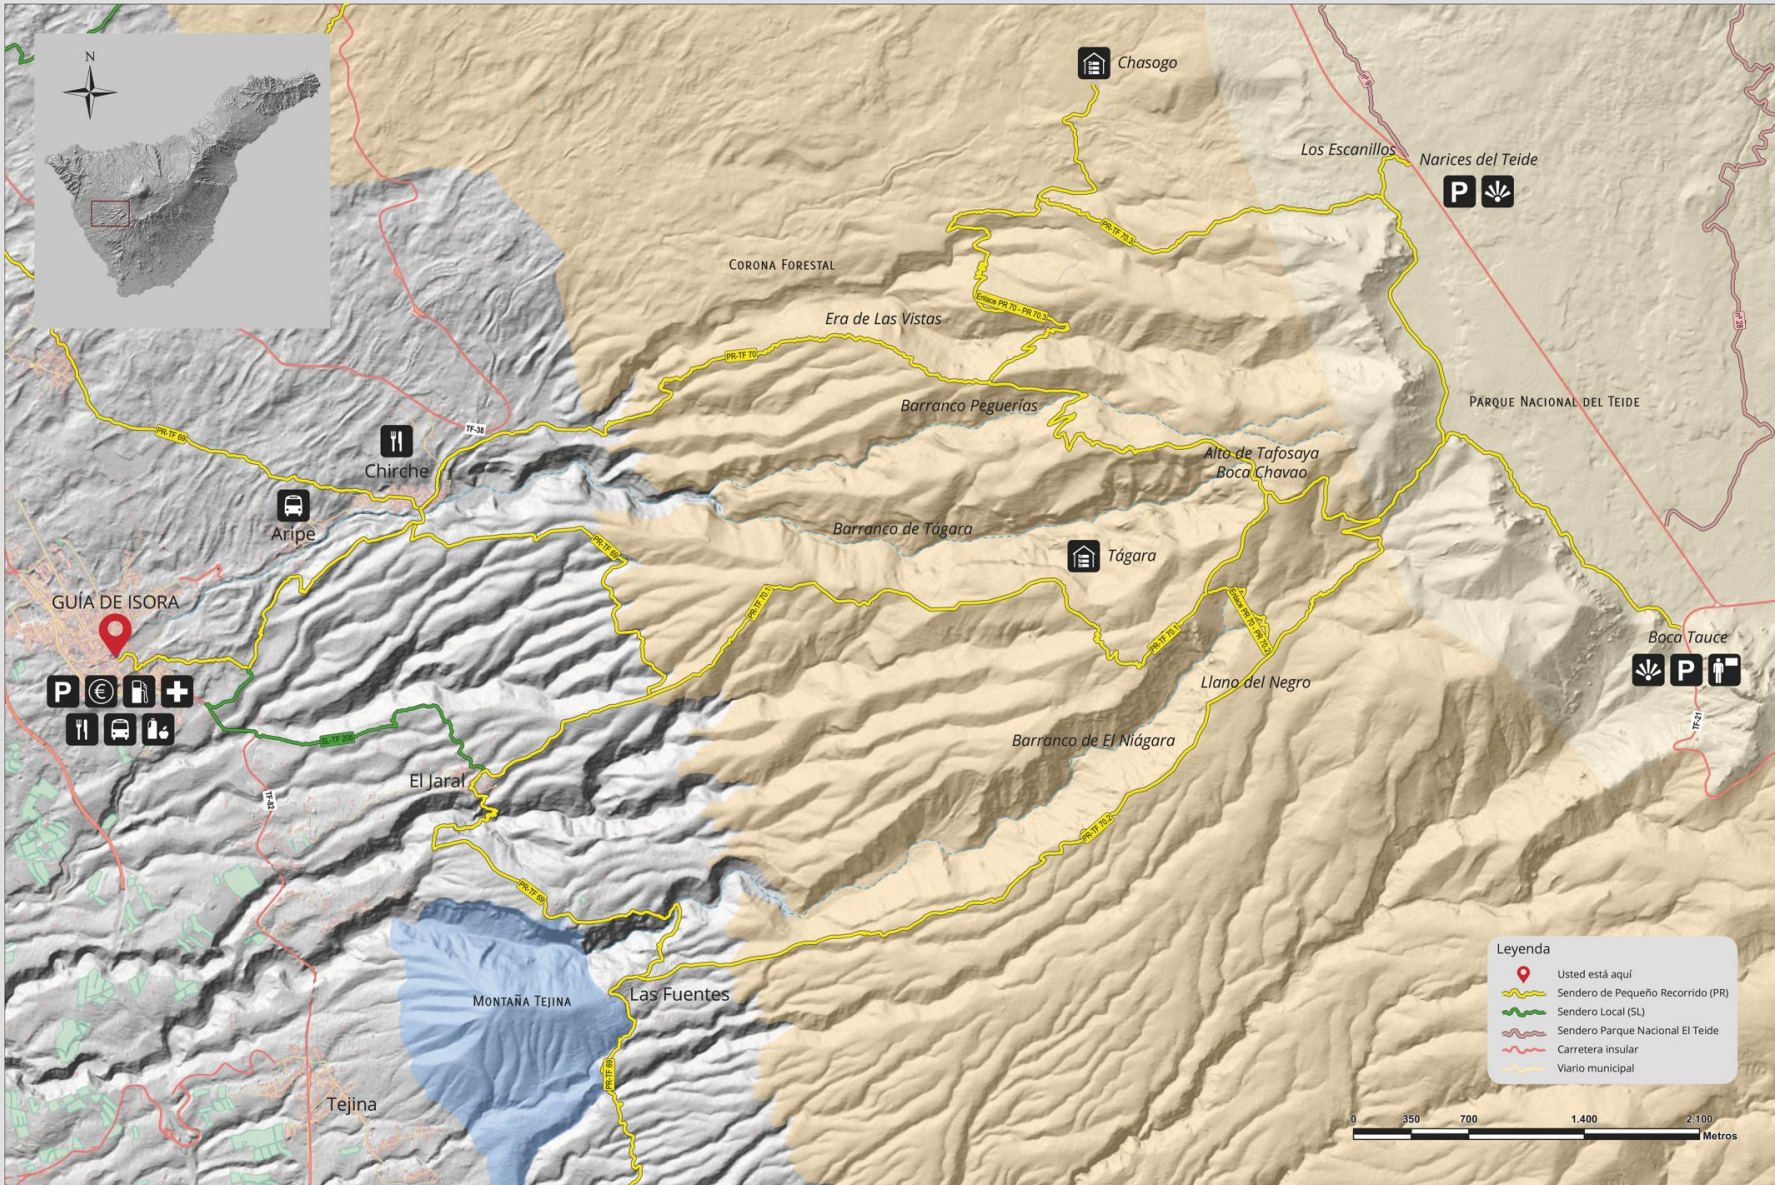 N
Chasogo
nº 9
Los Escanillos
Narices del Teide
P
PR-TF 70.3
Corona Forestal
Enlace PR 70 - PR 70.3
Era de Las Vistas
nº 28
PR-TF 70
Barranco Peguerías
Parque Nacional del Teide
PR-TF 69
TF-38
Chirche
Alto de Tafosaya
Boca Chavao
Aripe
Barranco de Tágara
PR-TF 69
Tágara
GUÍA DE ISORA
PR-TF 70.1
Enlace PR 70 - PR 70.2
PR-TF 70.1
Boca Tauce
P
P €
Llano del Negro
TF-21
SL-TF 206
Barranco de El Niágara
El Jaral
TF-82
PR-TF 70.2
PR-TF 69
Montaña Tejina
Las Fuentes
PR-TF 69
Tejina
Leyenda
Usted está aquí
Sendero de Pequeño Recorrido (PR)
Sendero Local (SL)
Sendero Parque Nacional El Teide
Carretera insular
Viario municipal
0 350 700 1.400 2.100
Metros